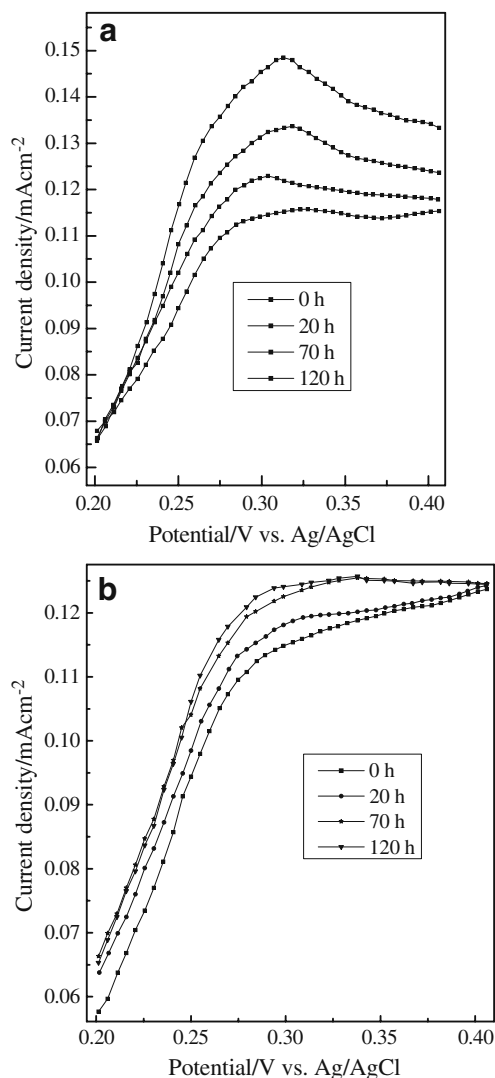 a
0.15
0.14
0.13
0.12
0.11
0.10
0.09
0.08
0.07
0.06
Current density/mAcm-2
0 h
20 h
70 h
120 h
0.20 0.25 0.30 0.35 0.40
Potential/V vs. Ag/AgCl
b
0.12
0.11
0.10
0.09
0.08
0.07
0.06
Current density/mAcm-2
0 h
20 h
70 h
120 h
0.20 0.25 0.30 0.35 0.40
Potential/V vs. Ag/AgCl